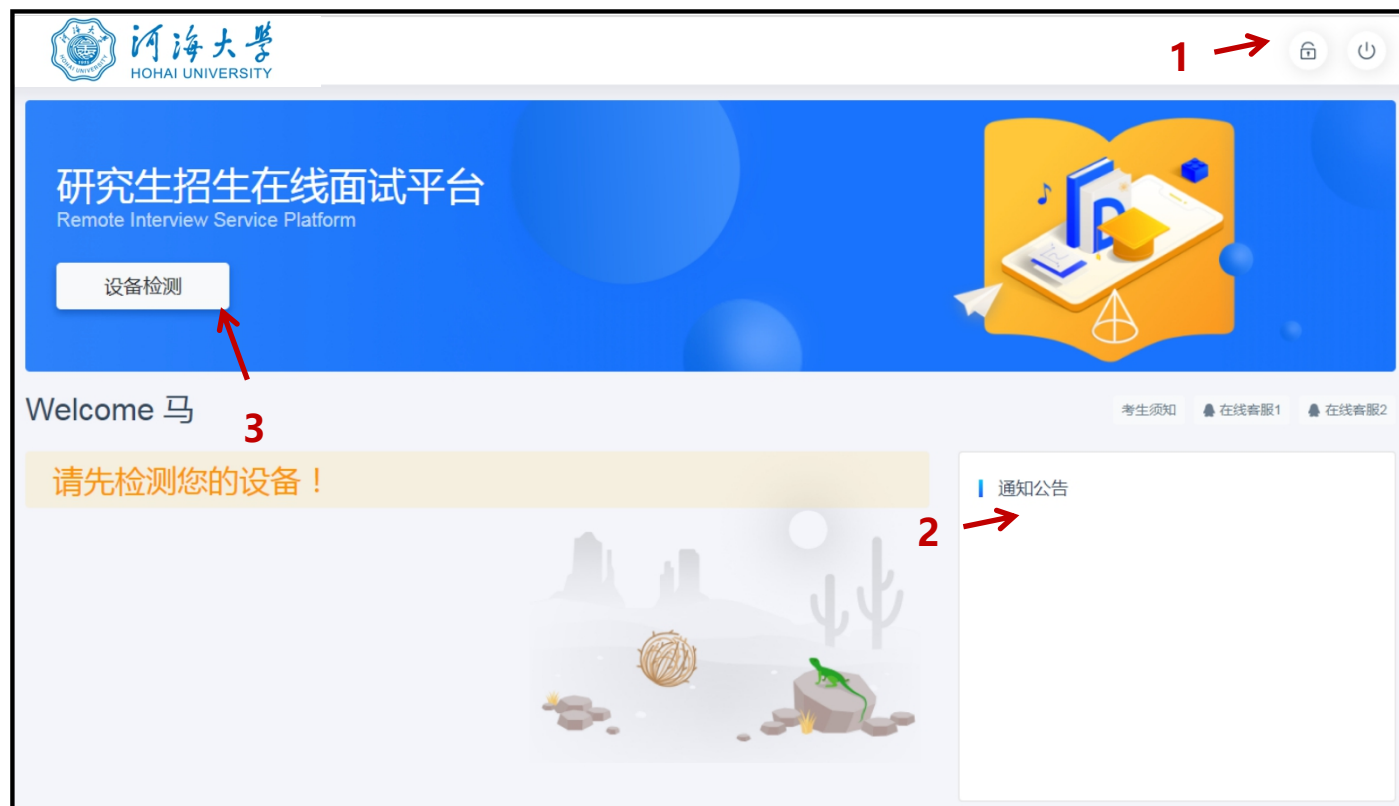 河海大学
HOHAI UNIVERSITY
1
研究生招生在线面试平台
Remote Interview Service Platform
设备检测
3
Welcome 马
考生须知
在线客服1
在线客服2
请先检测您的设备！
通知公告
2